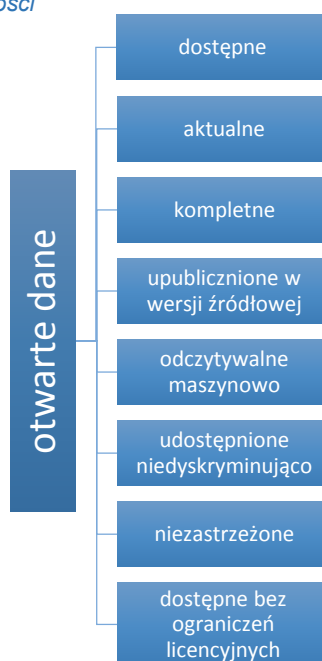 dostępne
aktualne
kompletne
otwarte dane
upublicznione w
wersji źródłowej
odczytywalne
maszynowo
udostępnione
niedyskryminująco
niezastrzeżone
dostępne bez
ograniczeń
licencyjnych